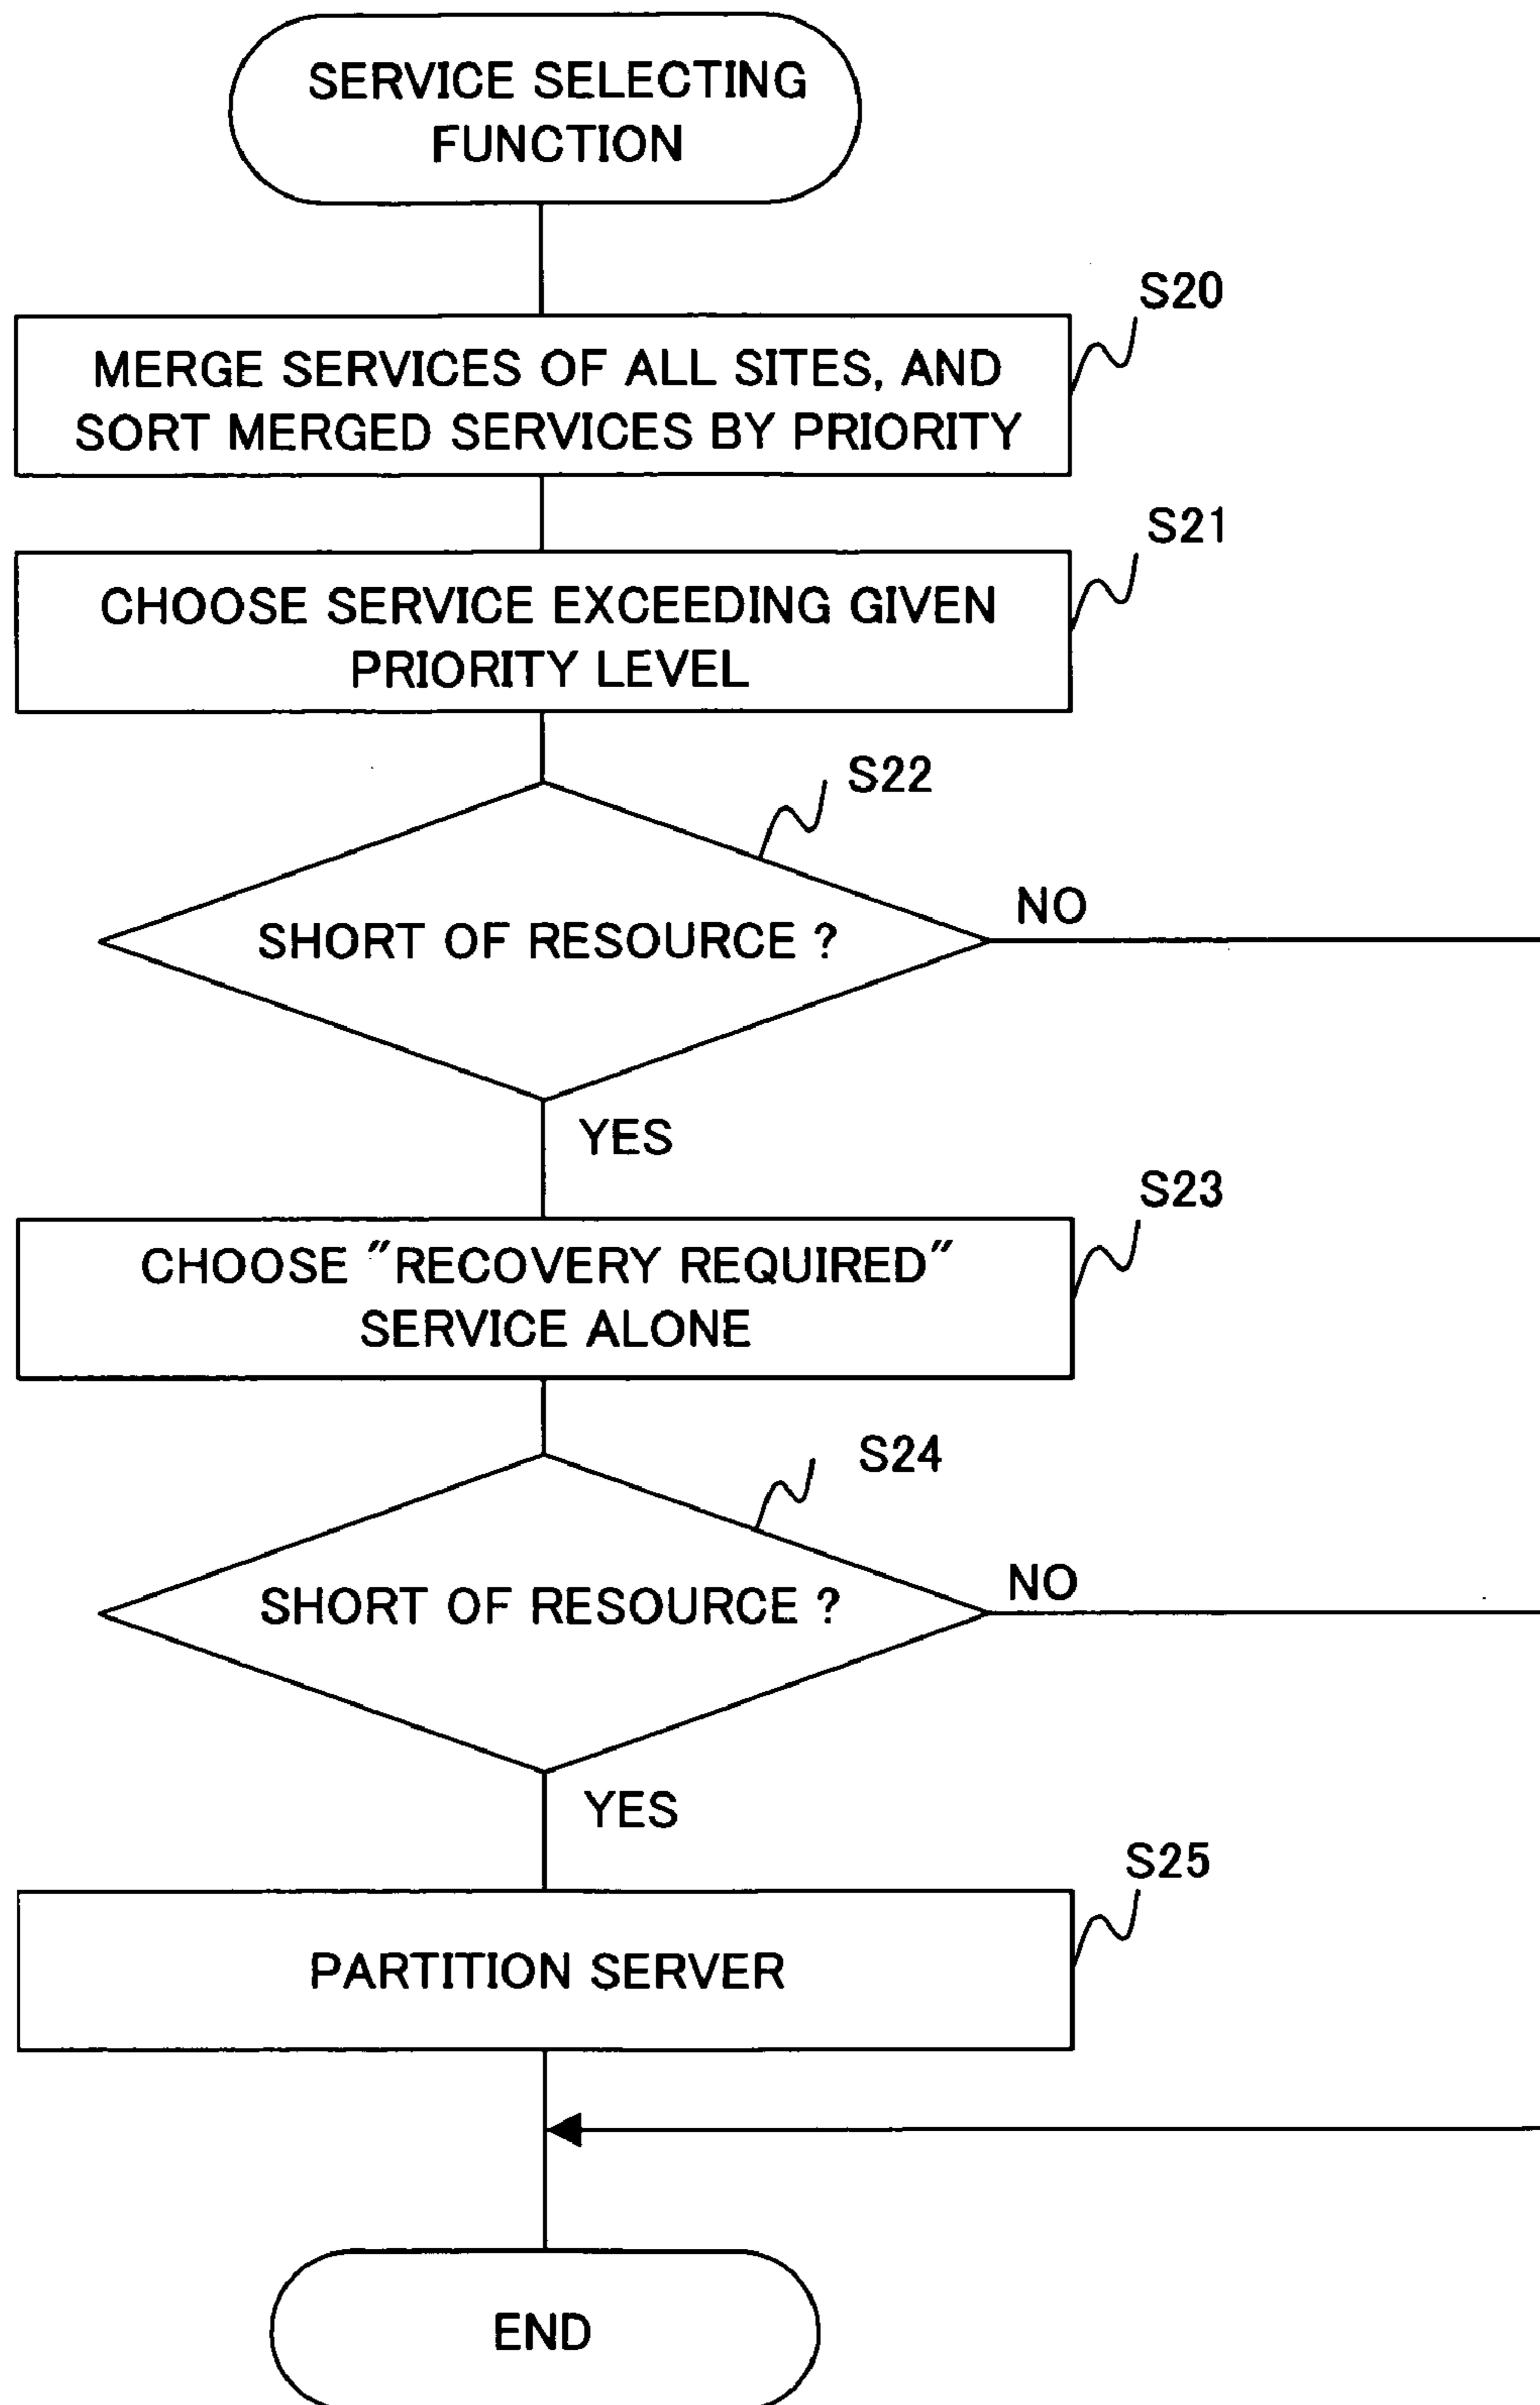 SERVICE SELECTING
FUNCTION
S20
MERGE SERVICES OF ALL SITES, AND
SORT MERGED SERVICES BY PRIORITY
S21
CHOOSE SERVICE EXCEEDING GIVEN
PRIORITY LEVEL
S22
SHORT OF RESOURCE ?
NO
YES
S23
CHOOSE "RECOVERY REQUIRED"
SERVICE ALONE
S24
SHORT OF RESOURCE ?
NO
YES
S25
PARTITION SERVER
END